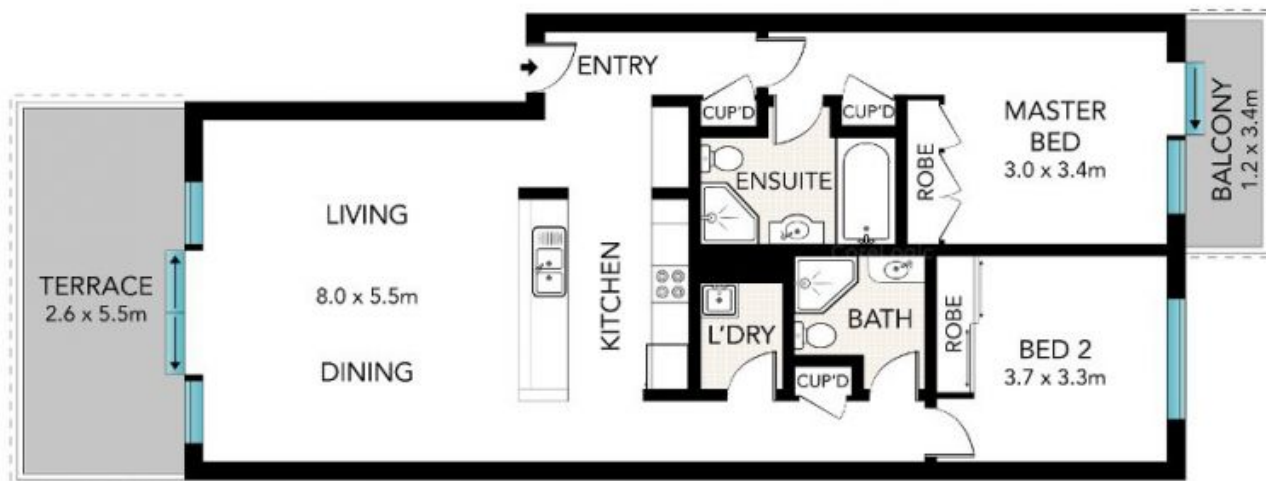 ENTRY
CUP'D
CUP'D
MASTER
BED
3.0 x 3.4m
BALCONY
1.2 x 3.4m
ROBE
ENSUITE
LIVING
TERRACE
2.6 x 5.5m
8.0 x 5.5m
KITCHEN
CoreLogic
L'DRY
BATH
ROBE
BED 2
3.7 x 3.3m
DINING
CUP'D